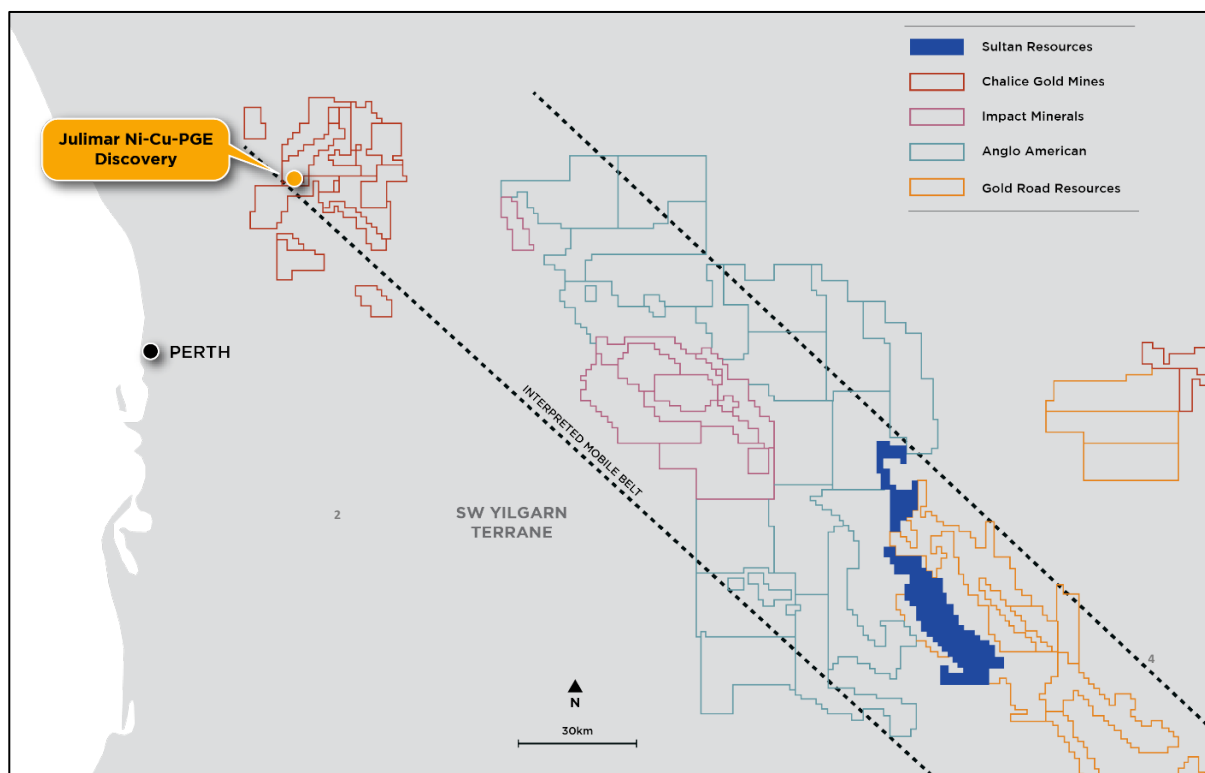 Sultan Resources
Chalice Gold Mines
Impact Minerals
Anglo American
Gold Road Resources
Julimar Ni-Cu-PGE
Discovery
PERTH
INTERPRETED MOBILE BELT
2
SW YILGARN
TERRANE
4
N
30km